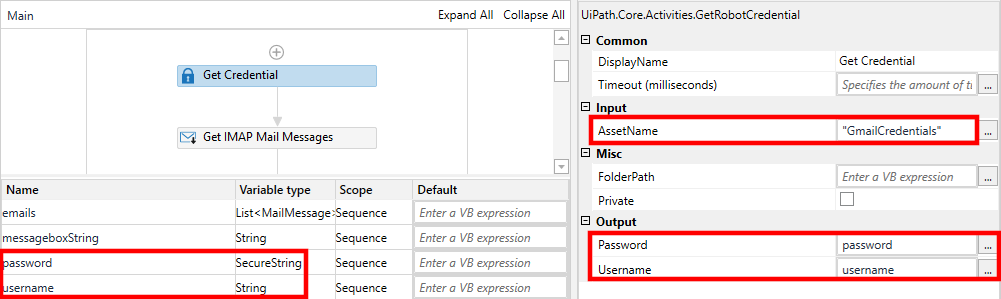 Main Expand All Collapse All
Get Credential
Get IMAP Mail Messages
Name Variable type Scope Default
emails List<MailMessage> Sequence Enter a VB expression
messageboxString String Sequence Enter a VB expression
password SecureString Sequence Enter a VB expression
username String Sequence Enter a VB expression
UiPath.Core.Activities.GetRobotCredential
Common
DisplayName Get Credential
Timeout (milliseconds) Specifies the amount of ti ...
Input
AssetName "GmailCredentials" ...
Misc
FolderPath Enter a VB expression ...
Private
Output
Password password ...
Username username ...